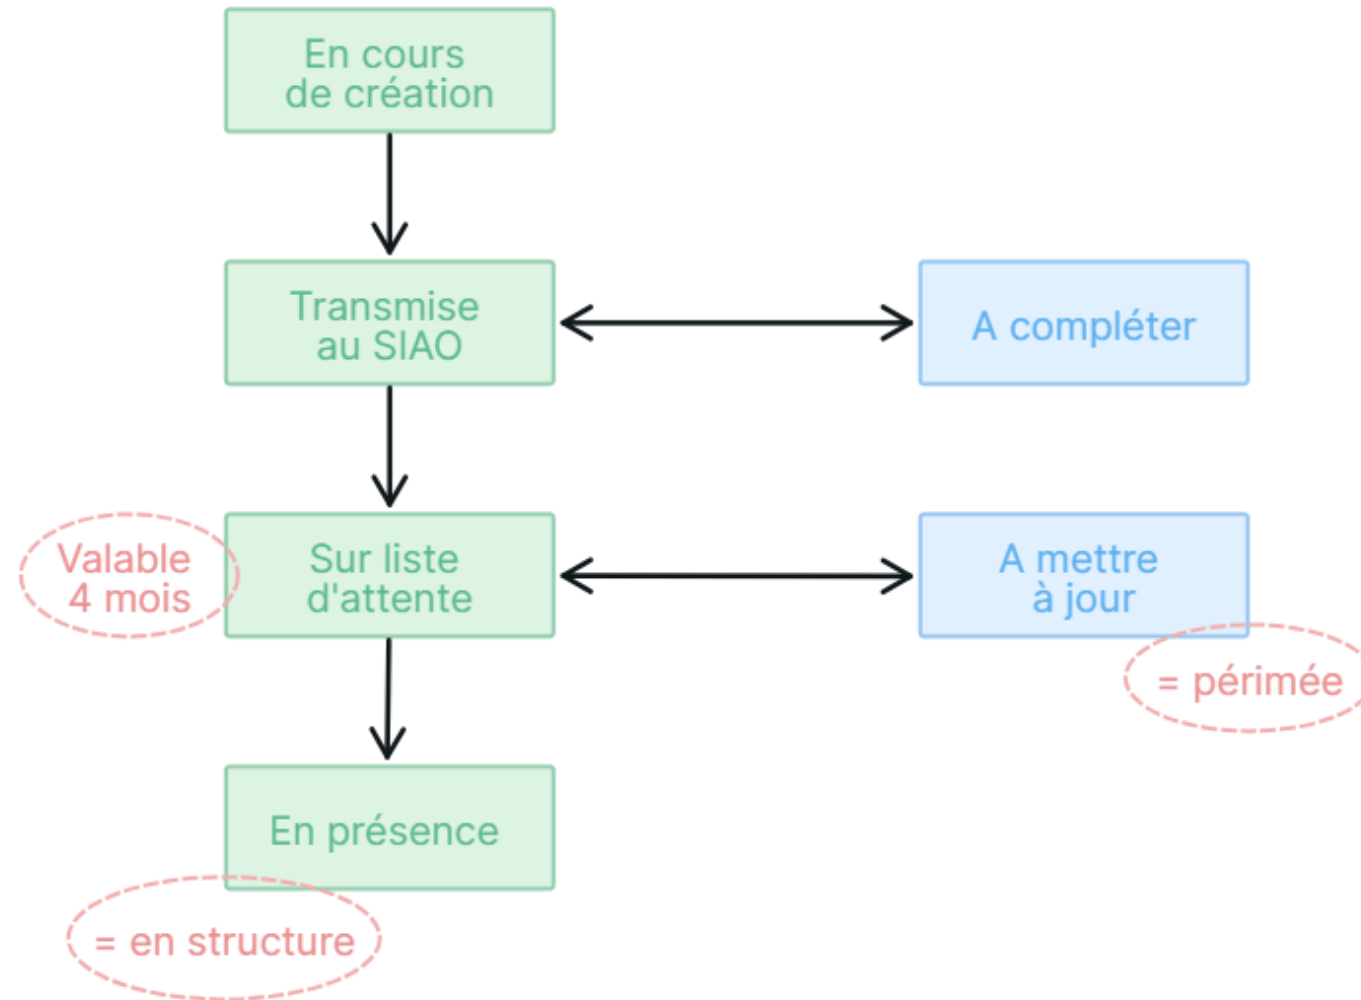 En cours
de création
Transmise
au SIAO
A compléter
Valable
4 mois
Sur liste
d'attente
A mettre
à jour
= périmée
En présence
= en structure